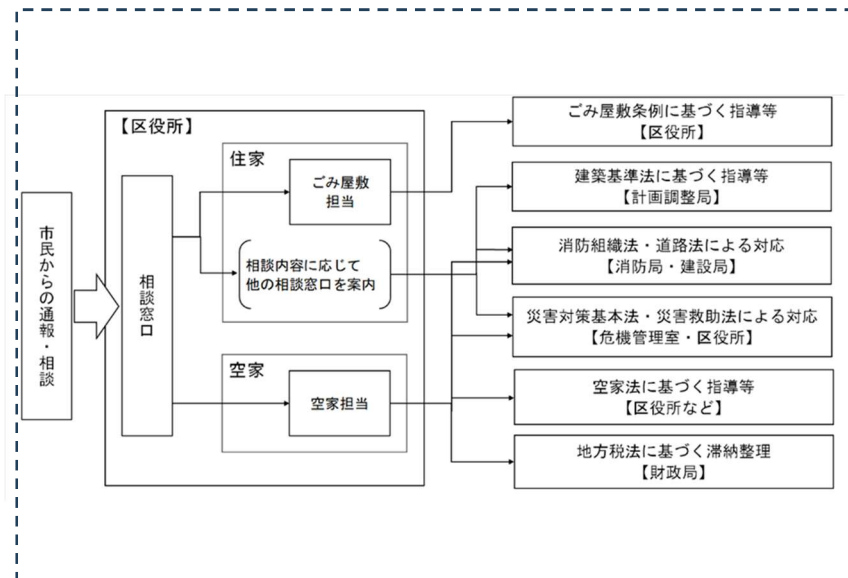 市民からの通報・相談
【区役所】
相談窓口
住家
ごみ屋敷
担当
相談内容に応じて
他の相談窓口を案内
空家
空家担当
ごみ屋敷条例に基づく指導等
【区役所】
建築基準法に基づく指導等
【計画調整局】
消防組織法・道路法による対応
【消防局・建設局】
災害対策基本法・災害救助法による対応
【危機管理室・区役所】
空家法に基づく指導等
【区役所など】
地方税法に基づく滞納整理
【財政局】